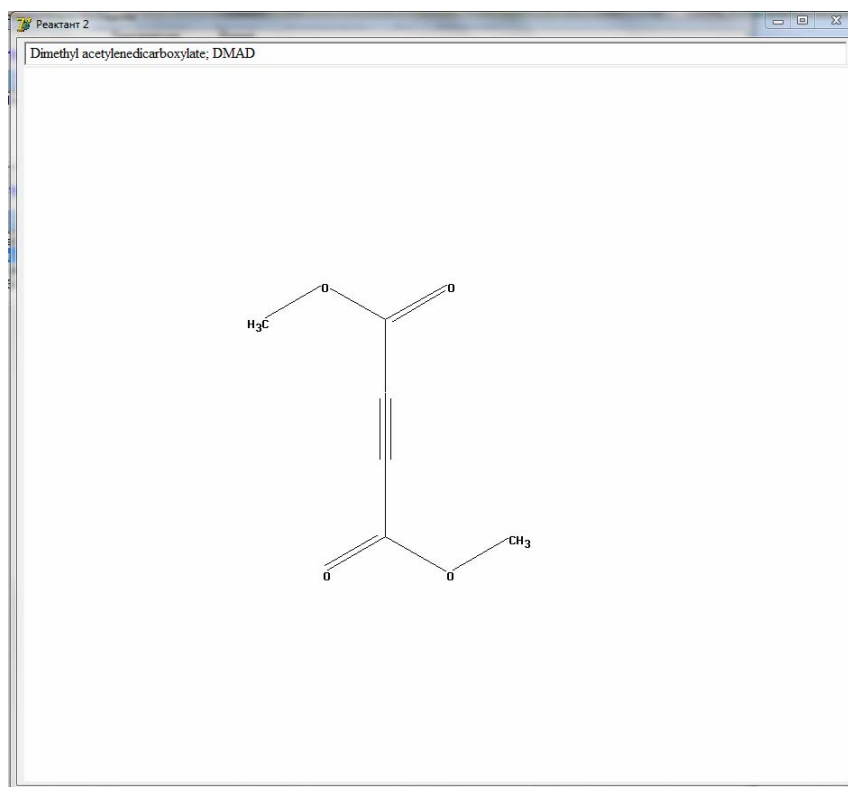 Реактант 2
Dimethyl acetylenedicarboxylate; DMAD
O
O
H₃C
CH₃
O
O